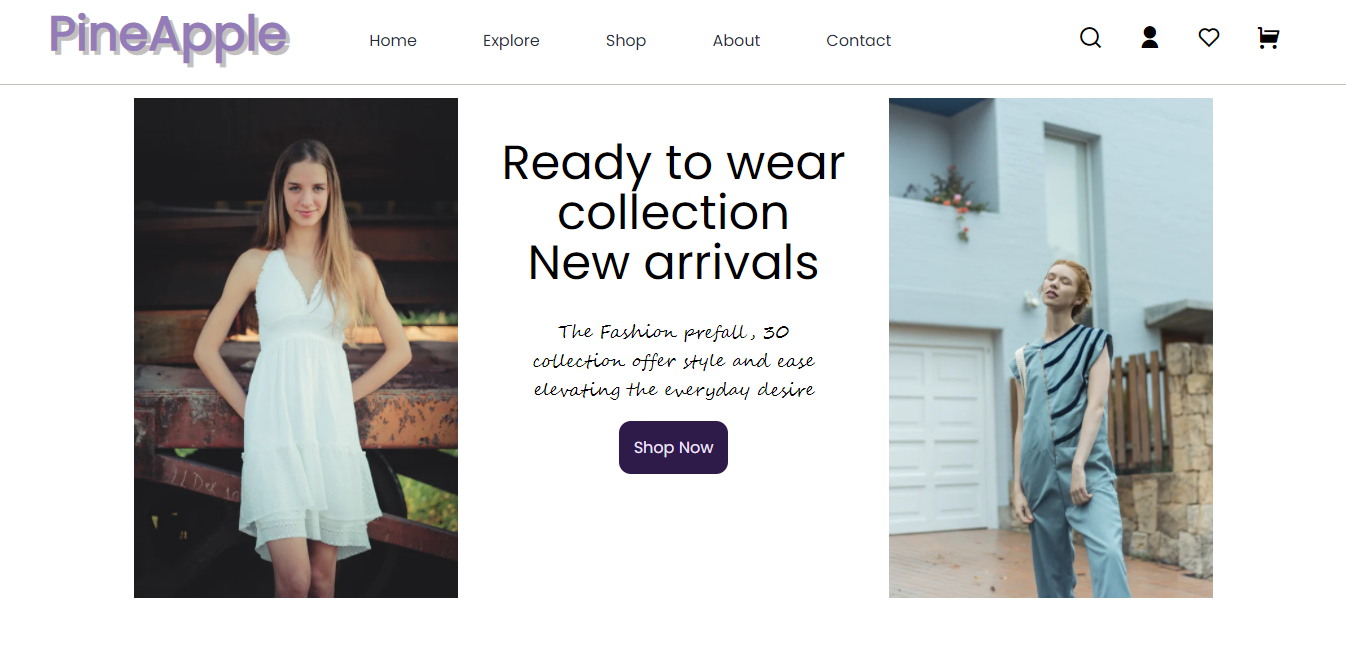 PineApple
Home Explore Shop About Contact
Ready to wear
collection
New arrivals
The Fashion prefall , 30
collection offer style and ease
elevating the everyday desire
Shop Now